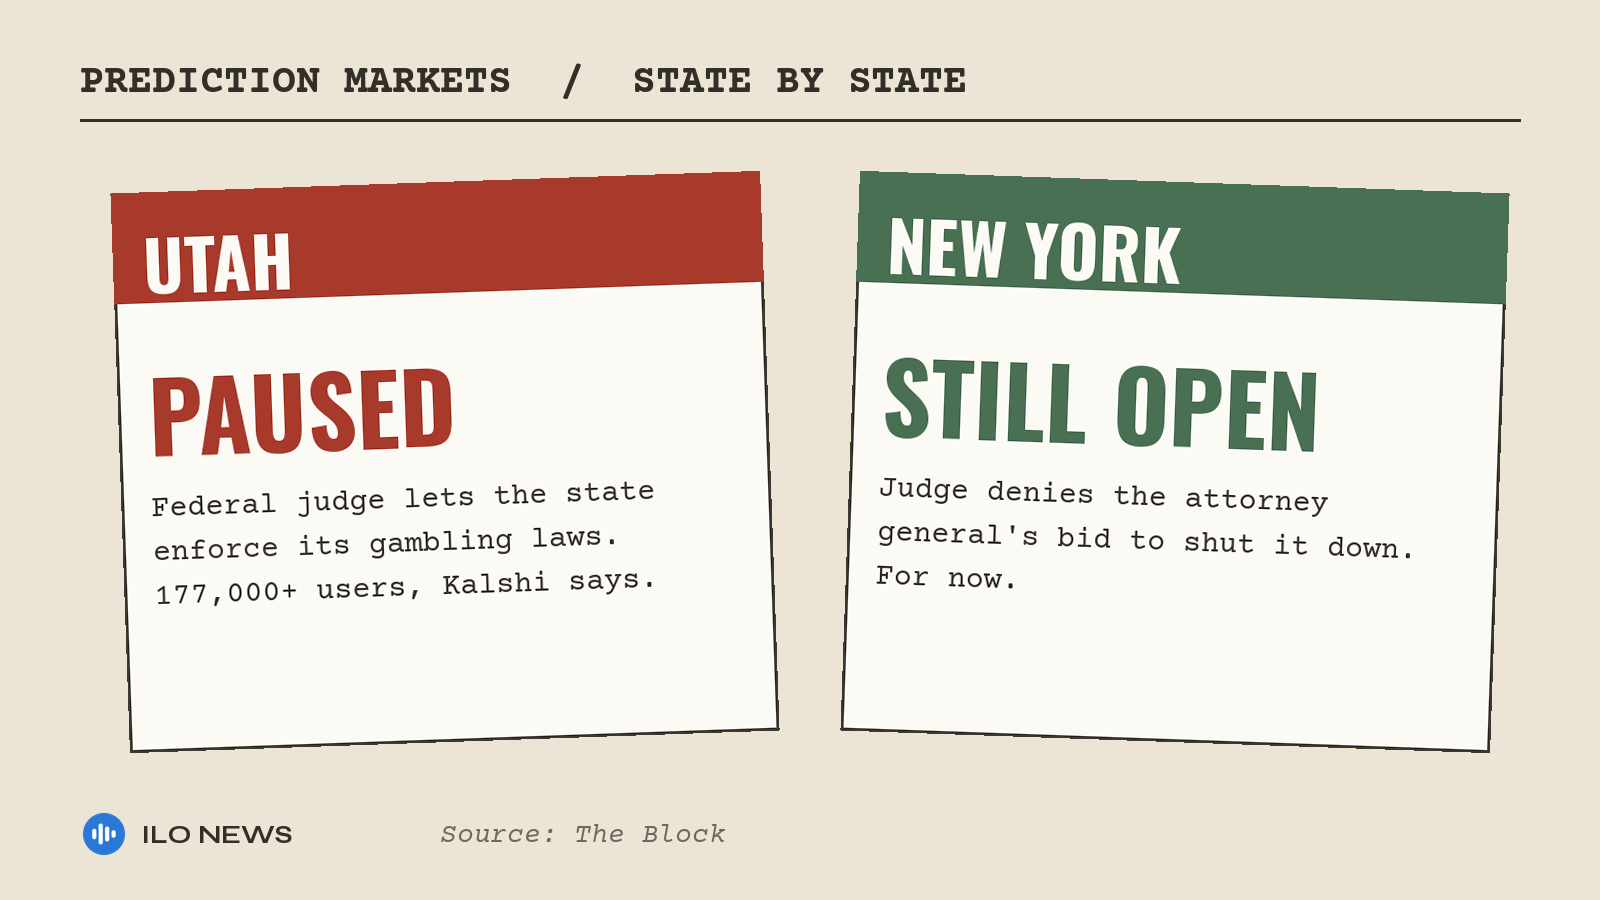 PREDICTION MARKETS / STATE BY STATE
UTAH
PAUSED
Federal judge lets the state
enforce its gambling laws.
177,000+ users, Kalshi says.
NEW YORK
STILL OPEN
Judge denies the attorney
general's bid to shut it down.
For now.
ILO NEWS
Source: The Block